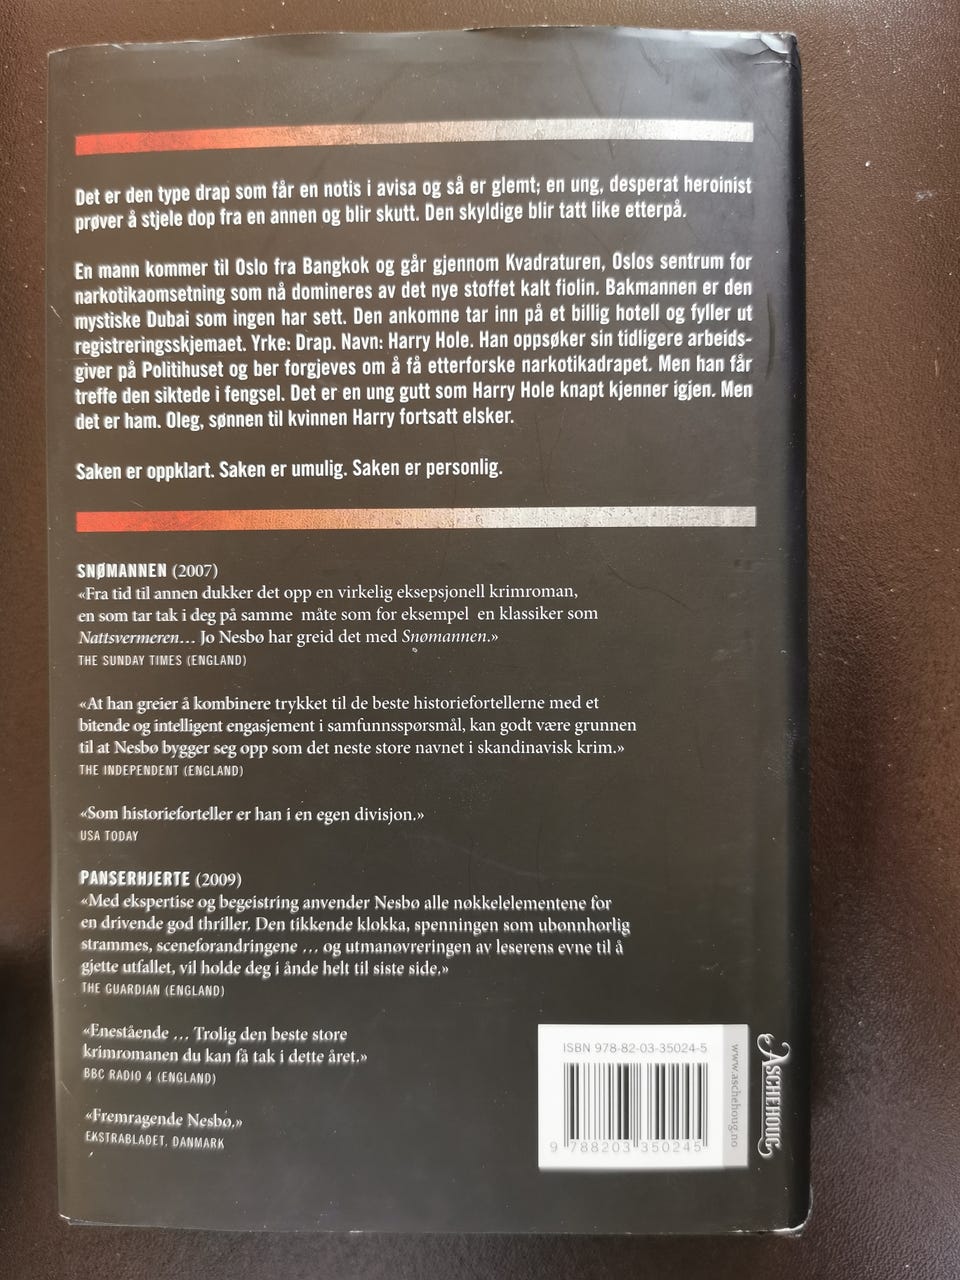 Det er den type drap som får en notis i avisa og så er glemt; en ung, desperat heroinist
prøver å stjele dop fra en annen og blir skutt. Den skyldige blir tatt like etterpå.
En mann kommer til Oslo fra Bangkok og går gjennom Kvadraturen, Oslos sentrum for
narkotikaomsetning som nå domineres av det nye stoffet kalt fiolin. Bakmannen er den
mystiske Dubai som ingen har sett. Den ankomne tar inn på et billig hotell og fyller ut
registreringsskjemaet. Yrke: Drap. Navn: Harry Hole. Han oppsøker sin tidligere arbeids-
giver på Politihuset og ber forgjeves om å få etterforske narkotikadrapet. Men han får
treffe den siktede i fengsel. Det er en ung gutt som Harry Hole knapt kjenner igjen. Men
det er ham. Oleg, sønnen til kvinnen Harry fortsatt elsker.
Saken er oppklart. Saken er umulig. Saken er personlig.
SNØMANNEN (2007)
«Fra tid til annen dukker det opp en virkelig eksepsjonell krimroman,
en som tar tak i deg på samme måte som for eksempel en klassiker som
Nattsvermeren... Jo Nesbø har greid det med Snømannen.»
THE SUNDAY TIMES (ENGLAND)
«At han greier å kombinere trykket til de beste historiefortellerne med et
bitende og intelligent engasjement i samfunnsspørsmål, kan godt være grunnen
til at Nesbø bygger seg opp som det neste store navnet i skandinavisk krim.»
THE INDEPENDENT (ENGLAND)
«Som historieforteller er han i en egen divisjon.»
USA TODAY
PANSERHJERTE (2009)
«Med ekspertise og begeistring anvender Nesbø alle nøkkelelementene for
en drivende god thriller. Den tikkende klokka, spenningen som ubønnhørlig
strammes, sceneforandringene ... og utmanøvreringen av leserens evne til å
gjette utfallet, vil holde deg i ånde helt til siste side.»
THE GUARDIAN (ENGLAND)
«Enestående ... Trolig den beste store
krimromanen du kan få tak i dette året.»
BBC RADIO 4 (ENGLAND)
«Fremragende Nesbø.»
EKSTRABLADET, DANMARK
ISBN 978-82-03-35024-5
9 788203 350245
www.aschehoug.no
ASCHEHOUG